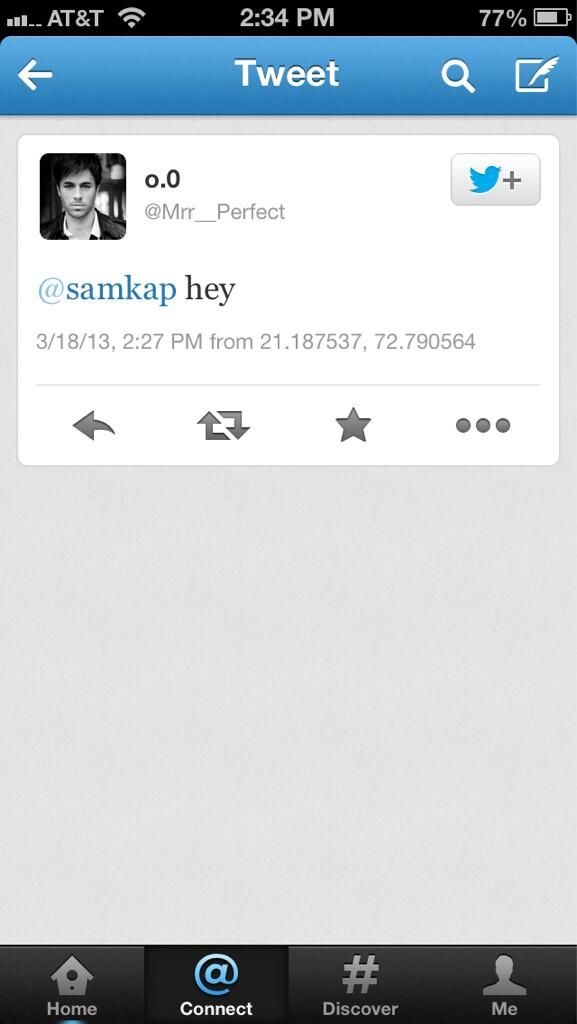 AT&T 2:34 PM 77%
Tweet
o.0
@Mrr__Perfect
@samkap hey
3/18/13, 2:27 PM from 21.187537, 72.790564
Home Connect Discover Me